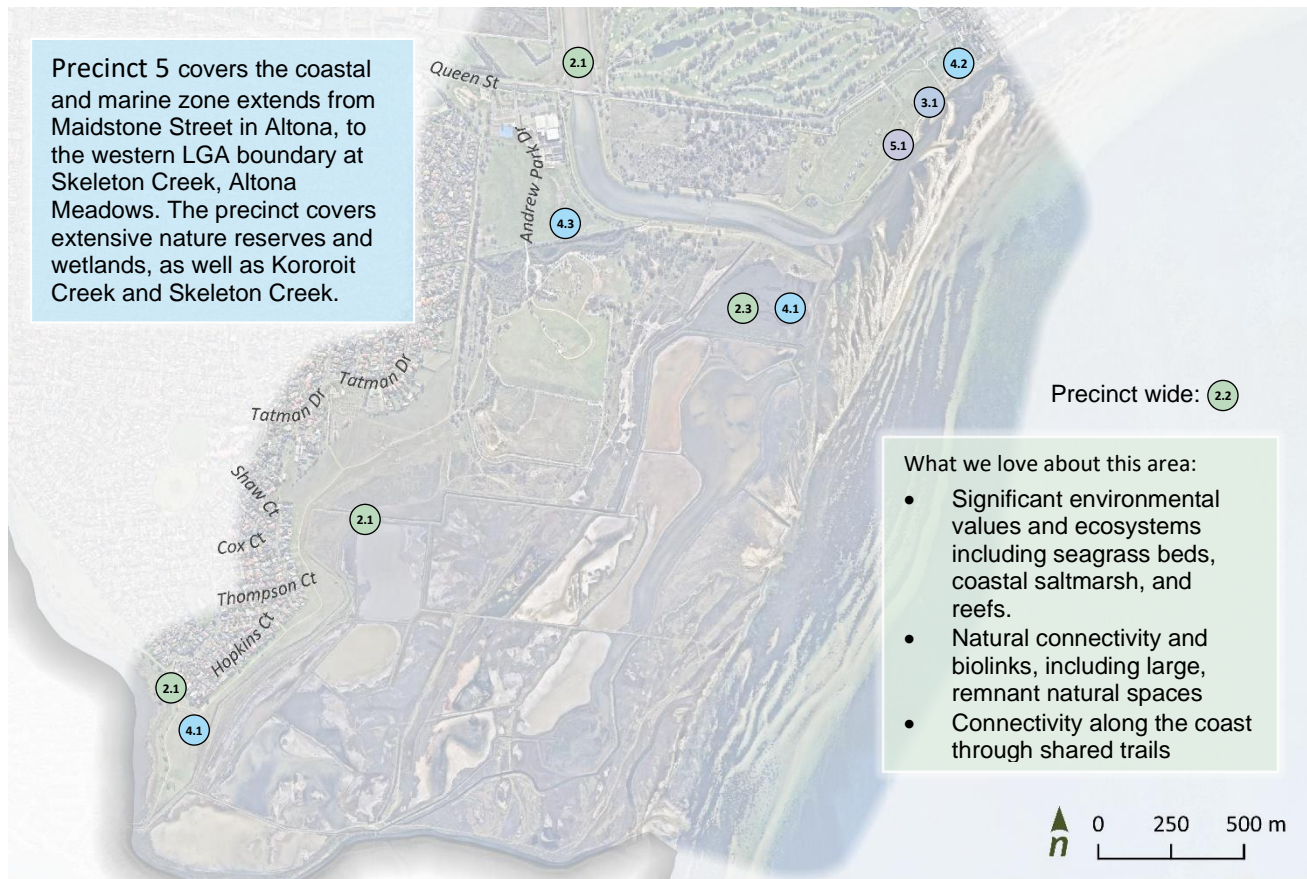 Precinct 5 covers the coastal
and marine zone extends from
Maidstone Street in Altona, to
the western LGA boundary at
Skeleton Creek, Altona
Meadows. The precinct covers
extensive nature reserves and
wetlands, as well as Kororoit
Creek and Skeleton Creek.
Queen St
2.1
4.2
3.1
5.1
Andrew Park Dr
4.3
2.3
4.1
Tatman Dr
Tatman Dr
Precinct wide: 2.2
What we love about this area:
• Significant environmental
values and ecosystems
including seagrass beds,
coastal saltmarsh, and
reefs.
• Natural connectivity and
biolinks, including large,
remnant natural spaces
• Connectivity along the coast
through shared trails
Shaw Ct
2.1
Cox Ct
Thompson Ct
Hopkins Ct
2.1
4.1
n
0 250 500 m